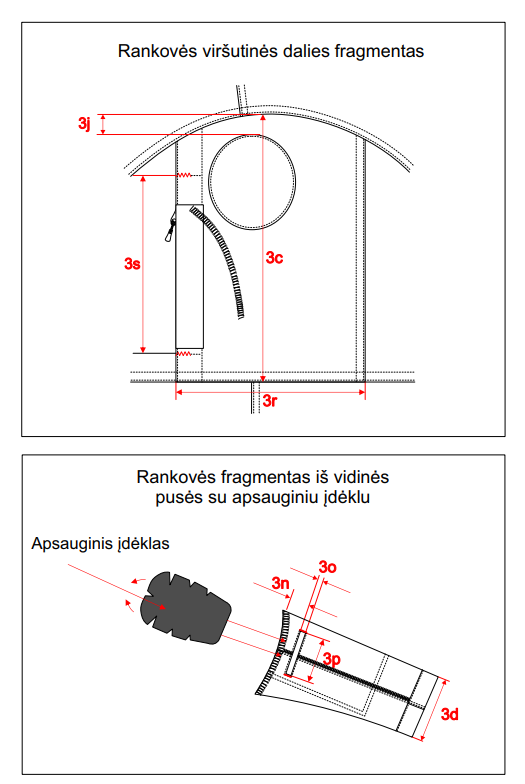 Rankovės viršutinės dalies fragmentas
3j
3s
3c
3r
Rankovės fragmentas iš vidinės
pusės su apsauginiu įdėklu
Apsauginis įdėklas
3o
3n
3p
3d